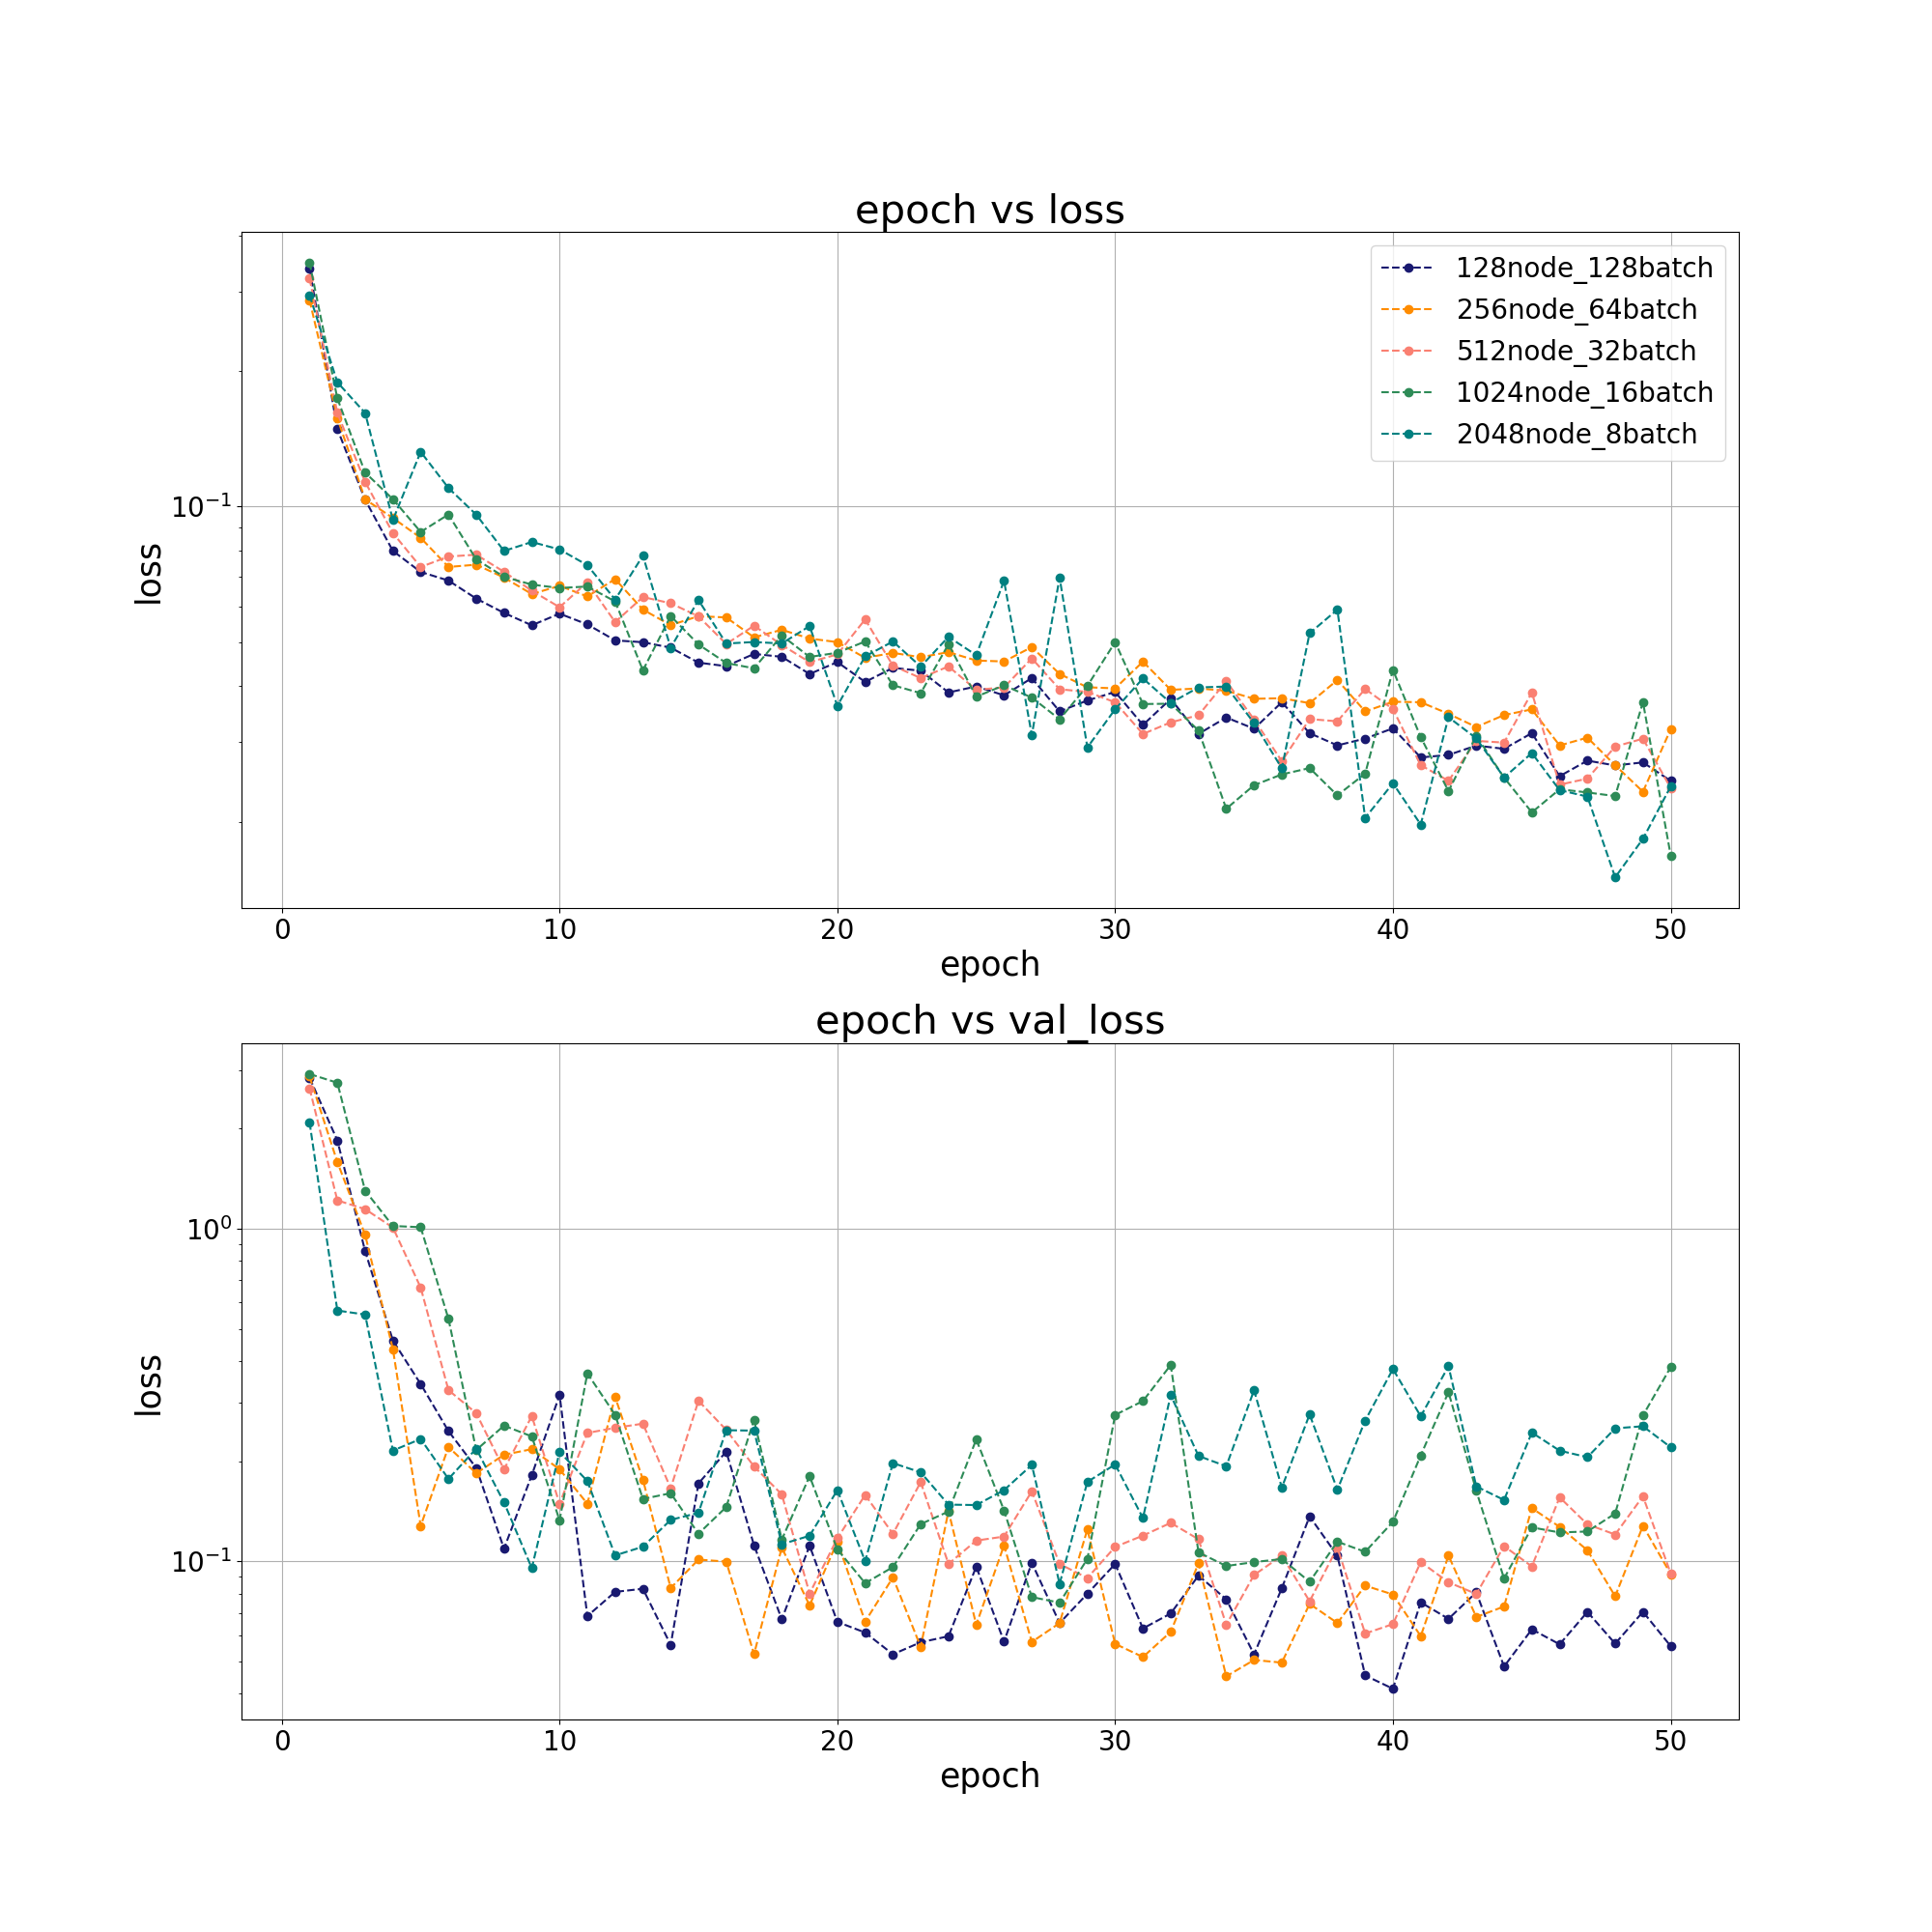 epoch vs loss
128node_128batch
256node_64batch
512node_32batch
1024node_16batch
2048node_8batch
10⁻¹
loss
0 10 20 30 40 50
epoch
epoch vs val_loss
10⁰
loss
10⁻¹
0 10 20 30 40 50
epoch